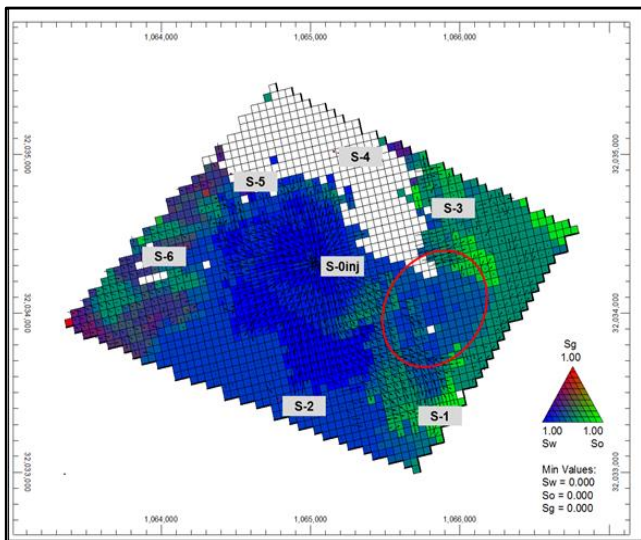 1,064,000 1,065,000 1,066,000
32,035,000 32,035,000
S-4
S-5
S-3
S-6
S-0inj
32,034,000 32,034,000
Sg
1.00
S-2
S-1
1.00 1.00
Sw So
Min Values:
Sw = 0.000
So = 0.000
Sg = 0.000
32,033,000 32,033,000
1,064,000 1,065,000 1,066,000